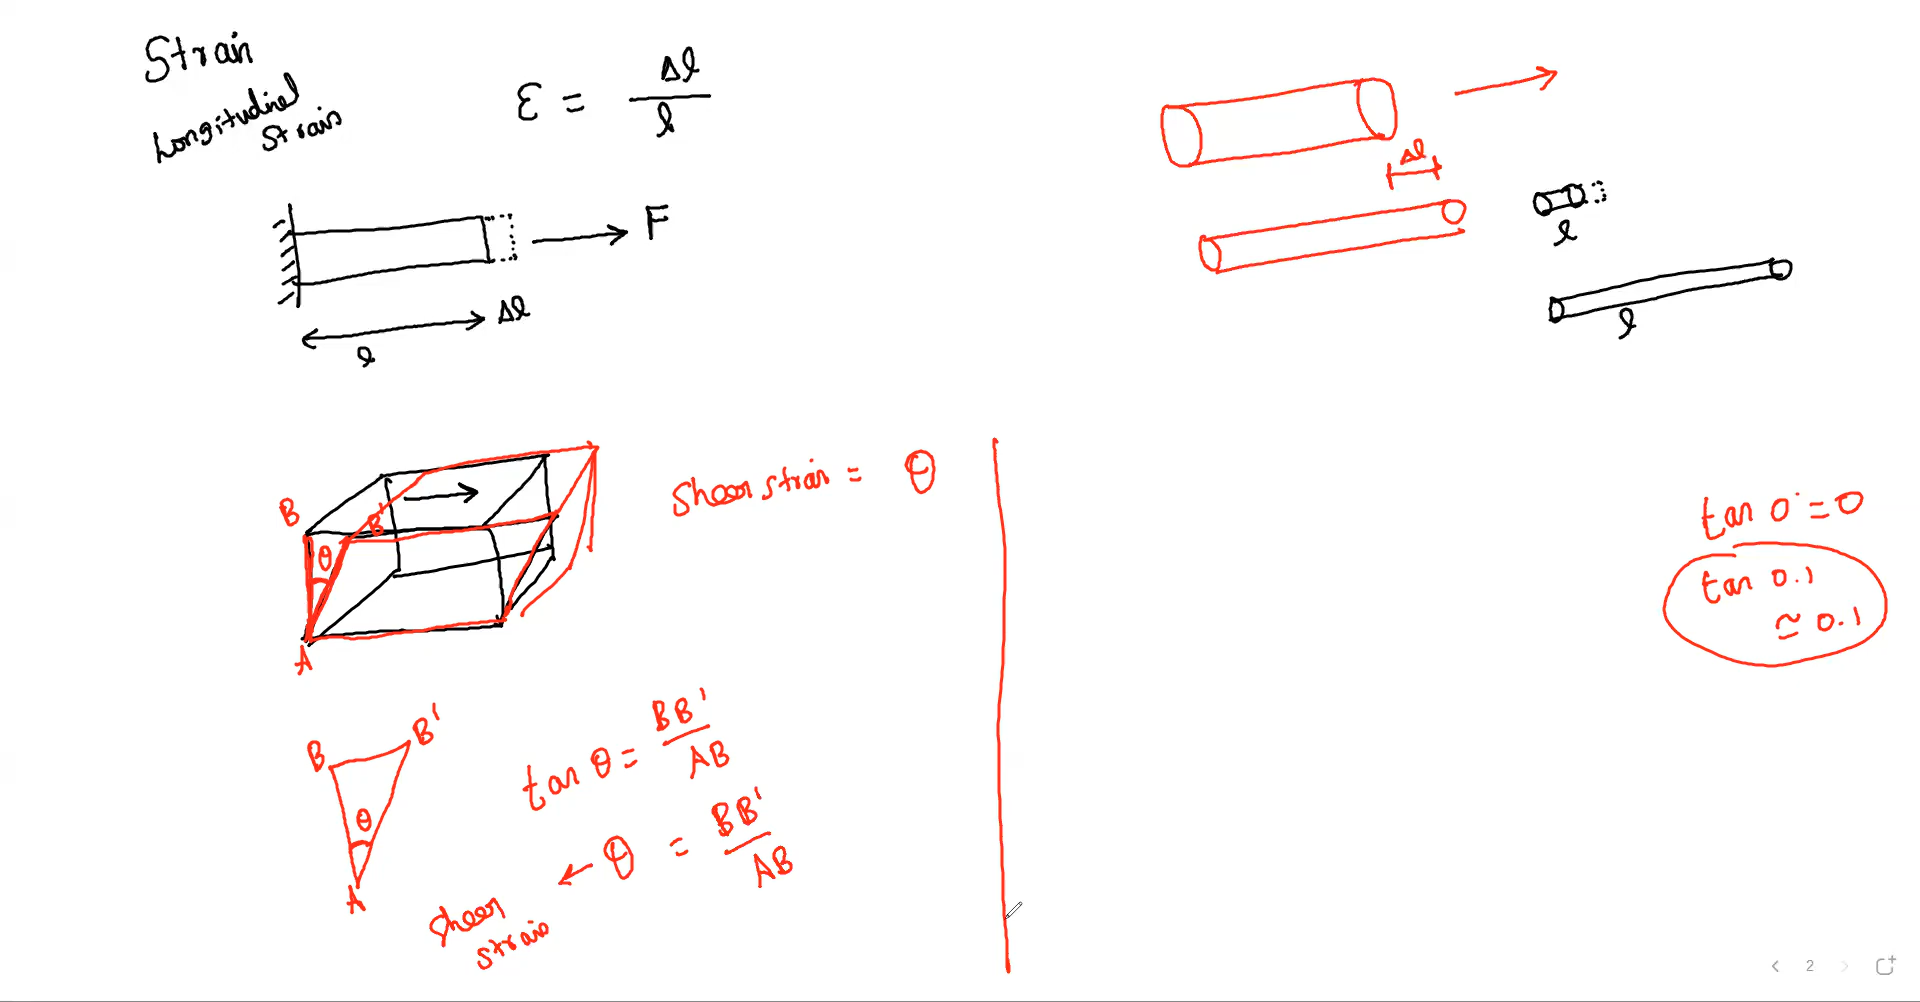 Strain
Longitudinal
Strain
ε = Δl / l
F
Δl
l
Δl
l
l
B
B'
θ
A
Shear strain = θ
tan 0° = 0
tan 0.1
≃ 0.1
B
B'
θ
A
tan θ = BB' / AB
← θ = BB' / AB
Shear
strain
2